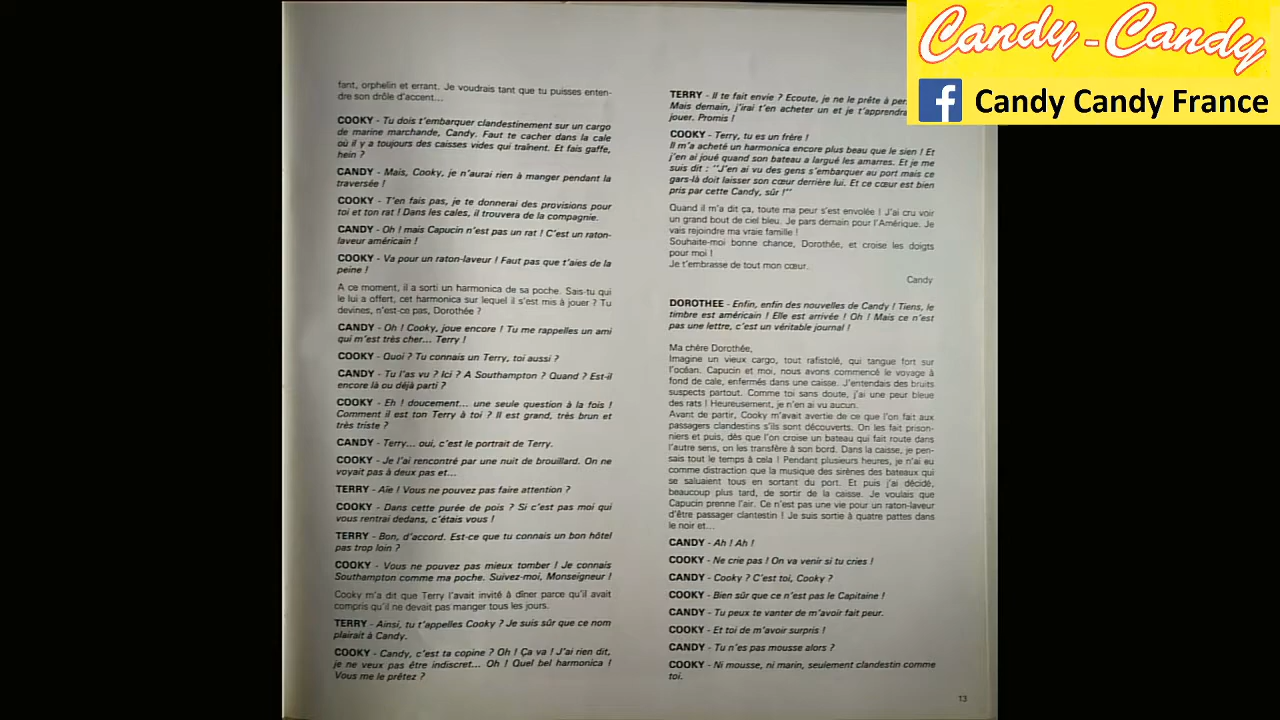 fant, orphelin et errant. Je voudrais tant que tu puisses enten-
dre son drôle d'accent...
COOKY - Tu dois t'embarquer clandestinement sur un cargo
de marine marchande, Candy. Faut te cacher dans la cale
où il y a toujours des caisses vides qui traînent. Et fais gaffe,
hein ?
CANDY - Mais, Cooky, je n'aurai rien à manger pendant la
traversée !
COOKY - T'en fais pas, je te donnerai des provisions pour
toi et ton rat ! Dans les cales, il trouvera de la compagnie.
CANDY - Oh ! mais Capucin n'est pas un rat ! C'est un raton-
laveur américain !
COOKY - Va pour un raton-laveur ! Faut pas que t'aies de la
peine !
A ce moment, il a sorti un harmonica de sa poche. Sais-tu qui
le lui a offert, cet harmonica sur lequel il s'est mis à jouer ? Tu
devines, n'est-ce pas, Dorothée ?
CANDY - Oh ! Cooky, joue encore ! Tu me rappelles un ami
qui m'est très cher... Terry !
COOKY - Quoi ? Tu connais un Terry, toi aussi ?
CANDY - Tu l'as vu ? Ici ? A Southampton ? Quand ? Est-il
encore là ou déjà parti ?
COOKY - Eh ! doucement... une seule question à la fois !
Comment il est ton Terry à toi ? Il est grand, très brun et
très triste ?
CANDY - Terry... oui, c'est le portrait de Terry.
COOKY - Je l'ai rencontré par une nuit de brouillard. On ne
voyait pas à deux pas et...
TERRY - Aïe ! Vous ne pouvez pas faire attention ?
COOKY - Dans cette purée de pois ? Si c'est pas moi qui
vous rentrai dedans, c'étais vous !
TERRY - Bon, d'accord. Est-ce que tu connais un bon hôtel
pas trop loin ?
COOKY - Vous ne pouvez pas mieux tomber ! Je connais
Southampton comme ma poche. Suivez-moi, Monseigneur !
Cooky m'a dit que Terry l'avait invité à dîner parce qu'il avait
compris qu'il ne devait pas manger tous les jours.
TERRY - Ainsi, tu t'appelles Cooky ? Je suis sûr que ce nom
plairait à Candy.
COOKY - Candy, c'est ta copine ? Oh ! Ça va ! J'ai rien dit,
je ne veux pas être indiscret... Oh ! Quel bel harmonica !
Vous me le prêtez ?
TERRY - Il te fait envie ? Ecoute, je ne le prête à
Mais demain, j'irai t'en acheter un et je t'apprendra
jouer. Promis !
COOKY - Terry, tu es un frère !
Il m'a acheté un harmonica encore plus beau que le sien ! Et
j'en ai joué quand son bateau a largué les amarres. Et je me
suis dit : "J'en ai vu des gens s'embarquer au port mais ce
gars-là doit laisser son cœur derrière lui. Et ce cœur est bien
pris par cette Candy, sûr !"
Quand il m'a dit ça, toute ma peur s'est envolée ! J'ai cru voir
un grand bout de ciel bleu. Je pars demain pour l'Amérique. Je
vais rejoindre ma vraie famille !
Souhaite-moi bonne chance, Dorothée, et croise les doigts
pour moi !
Je t'embrasse de tout mon cœur.
Candy
DOROTHEE - Enfin, enfin des nouvelles de Candy ! Tiens, le
timbre est américain ! Elle est arrivée ! Oh ! Mais ce n'est
pas une lettre, c'est un véritable journal !
Ma chère Dorothée,
Imagine un vieux cargo, tout rafistolé, qui tangue fort sur
l'océan. Capucin et moi, nous avons commencé le voyage à
fond de cale, enfermés dans une caisse. J'entendais des bruits
suspects partout. Comme toi sans doute, j'ai une peur bleue
des rats ! Heureusement, je n'en ai vu aucun.
Avant de partir, Cooky m'avait avertie de ce que l'on fait aux
passagers clandestins s'ils sont découverts. On les fait prison-
niers et puis, dès que l'on croise un bateau qui fait route dans
l'autre sens, on les transfère à son bord. Dans la caisse, je pen-
sais tout le temps à cela ! Pendant plusieurs heures, je n'ai eu
comme distraction que la musique des sirènes des bateaux qui
se saluaient tous en sortant du port. Et puis j'ai décidé,
beaucoup plus tard, de sortir de la caisse. Je voulais que
Capucin prenne l'air. Ce n'est pas une vie pour un raton-laveur
d'être passager clantestin ! Je suis sortie à quatre pattes dans
le noir et...
CANDY - Ah ! Ah !
COOKY - Ne crie pas ! On va venir si tu cries !
CANDY - Cooky ? C'est toi, Cooky ?
COOKY - Bien sûr que ce n'est pas le Capitaine !
CANDY - Tu peux te vanter de m'avoir fait peur.
COOKY - Et toi de m'avoir surpris !
CANDY - Tu n'es pas mousse alors ?
COOKY - Ni mousse, ni marin, seulement clandestin comme
toi.
13
Candy-Candy
Candy Candy France